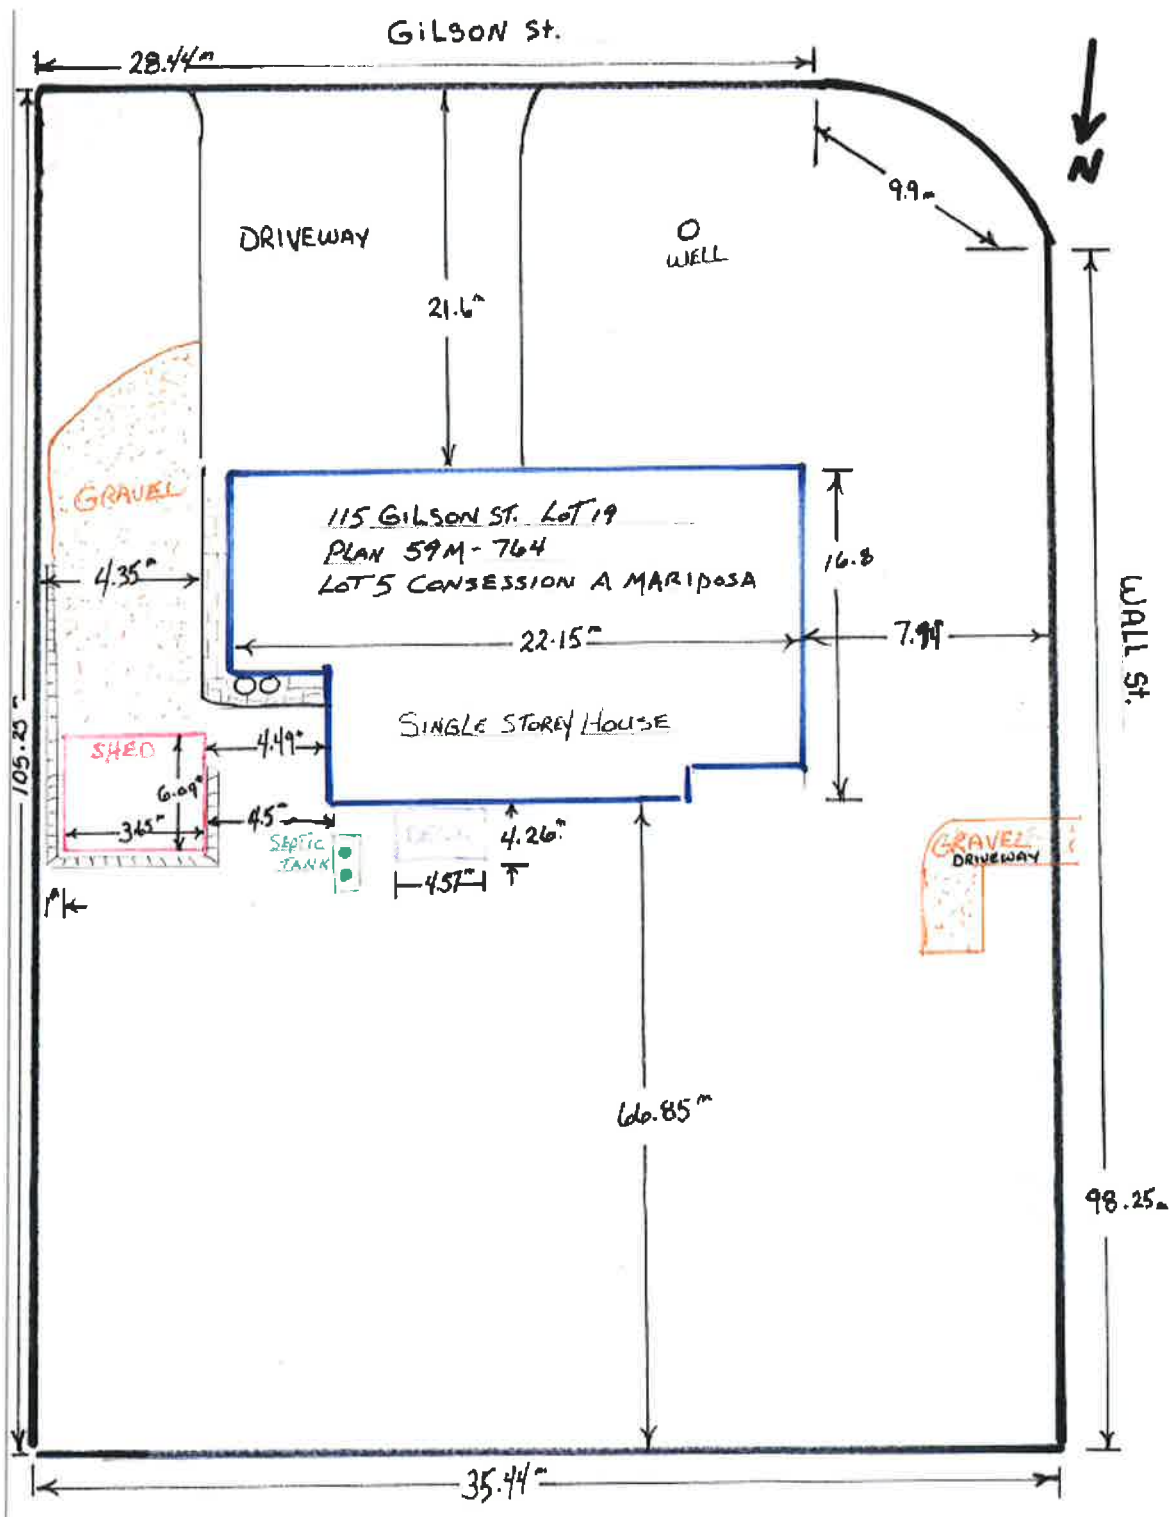 GILSON St.
28.44m
N
9.9m
DRIVEWAY
WELL
21.6m
GRAVEL
115 GILSON ST. LOT 19
PLAN 59M-764
LOT 5 CONSESSION A MARIPOSA
16.8
4.35m
22.15m
7.94
WALL St.
SINGLE STOREY HOUSE
105.25m
SHED
4.49m
6.09m
3.65m
4.5m
SEPTIC
TANK
4.26m
4.57m
GRAVEL
DRIVEWAY
1m
66.85m
98.25m
35.44m